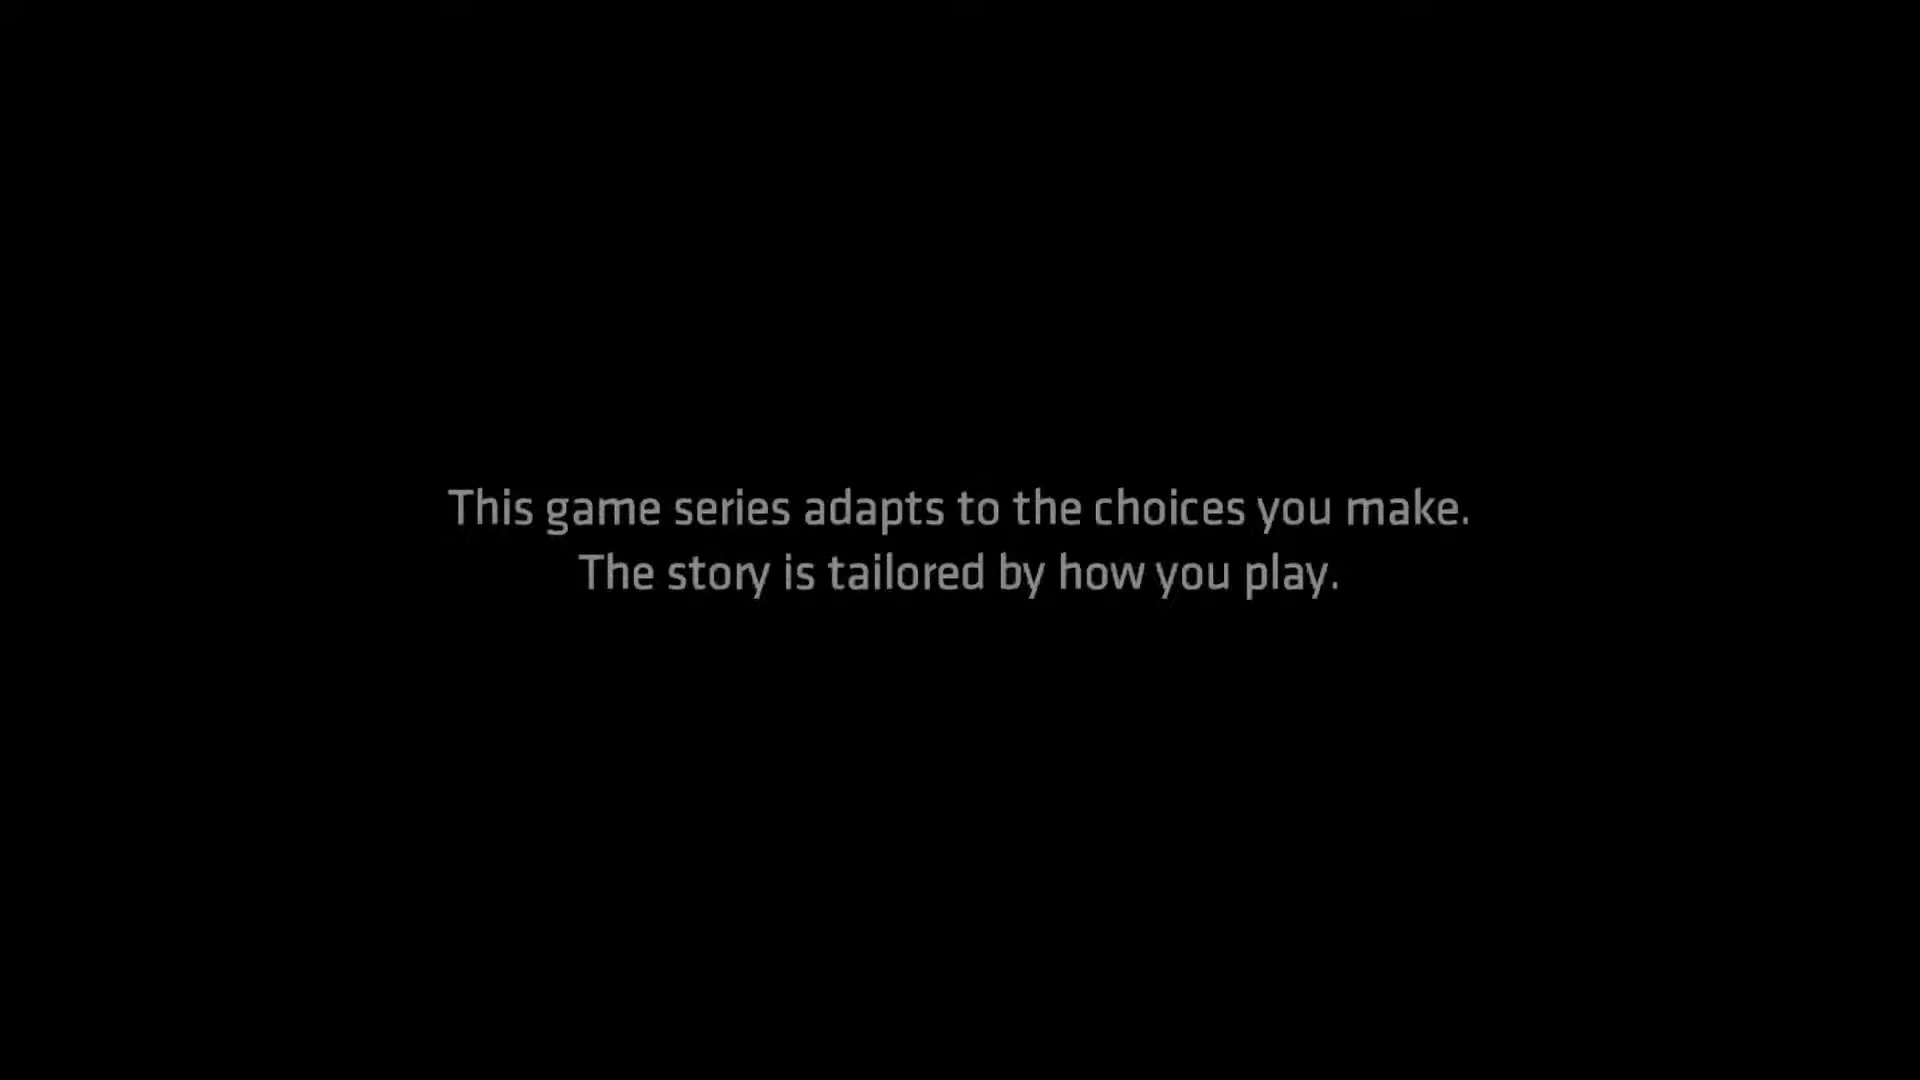 This game series adapts to the choices you make.
The story is tailored by how you play.